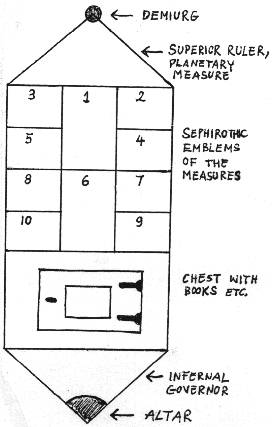 DEMIURG
SUPERIOR RULER,
PLANETARY
MEASURE
3 1 2
5 4
SEPHIROTHIC
EMBLEMS
OF THE
MEASURES
8 6 7
10 9
CHEST WITH
BOOKS ETC.
INFERNAL
GOVERNOR
ALTAR